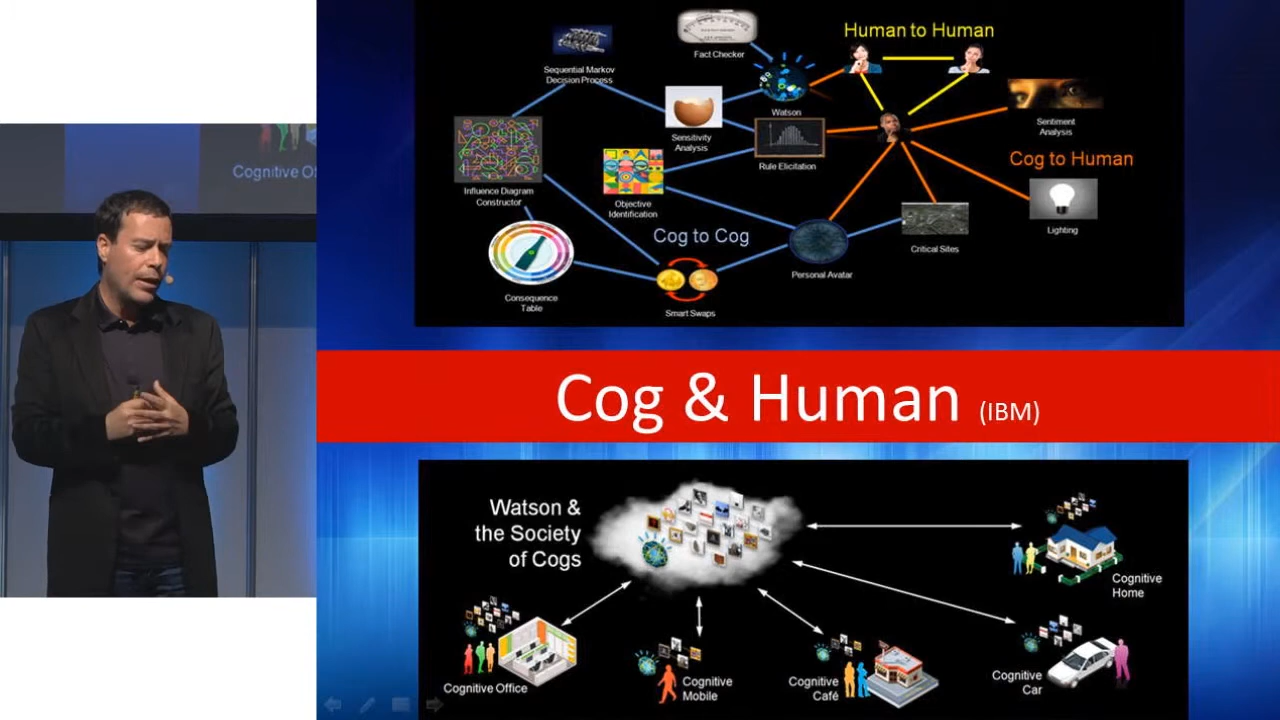 Cognitive Of
Human to Human
Fact Checker
Sequential Markov
Decision Process
Watson
Sentiment
Analysis
Sensitivity
Analysis
Cog to Human
Rule Elicitation
Influence Diagram
Constructor
Objective
Identification
Lighting
Cog to Cog
Critical Sites
Personal Avatar
Consequence
Table
Smart Swaps
Cog & Human (IBM)
Watson &
the Society
of Cogs
Cognitive
Home
Cognitive Office
Cognitive
Mobile
Cognitive
Café
Cognitive
Car